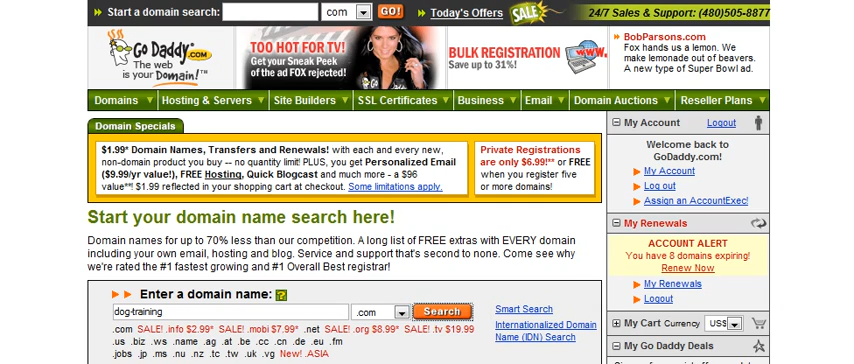 Start a domain search:
com
GO!
Today's Offers
SALE
24/7 Sales & Support: (480)505-8877
Go Daddy.COM
The web
is your Domain!™
TOO HOT FOR TV!
Get your Sneak Peek
of the ad FOX rejected!
BULK REGISTRATION
Save up to 31%!
www.
BobParsons.com
Fox hands us a lemon. We
make lemonade out of beavers.
A new type of Super Bowl ad.
Domains
Hosting & Servers
Site Builders
SSL Certificates
Business
Email
Domain Auctions
Reseller Plans
Domain Specials
$1.99* Domain Names, Transfers and Renewals! with each and every new,
non-domain product you buy -- no quantity limit! PLUS, you get Personalized Email
($9.99/yr value!), FREE Hosting, Quick Blogcast and much more - a $96
value**! $1.99 reflected in your shopping cart at checkout. Some limitations apply.
Private Registrations
are only $6.99!** or FREE
when you register five
or more domains!
Start your domain name search here!
Domain names for up to 70% less than our competition. A long list of FREE extras with EVERY domain
including your own email, hosting and blog. Service and support that's second to none. Come see why
we're rated the #1 fastest growing and #1 Overall Best registrar!
Enter a domain name: ?
dog-training
.com
Search
Smart Search
Internationalized Domain
Name (IDN) Search
.com SALE! .info $2.99* SALE! .mobi $7.99* .net SALE! .org $8.99* SALE! .tv $19.99
.us .biz .ws .name .ag .at .be .cc .cn .de .eu .fm
.jobs .jp .ms .nu .nz .tc .tw .uk .vg New! .ASIA
My Account
Logout
Welcome back to
GoDaddy.com!
My Account
Log out
Assign an AccountExec!
My Renewals
ACCOUNT ALERT
You have 8 domains expiring!
Renew Now
My Renewals
Logout
My Cart Currency US$
My Go Daddy Deals